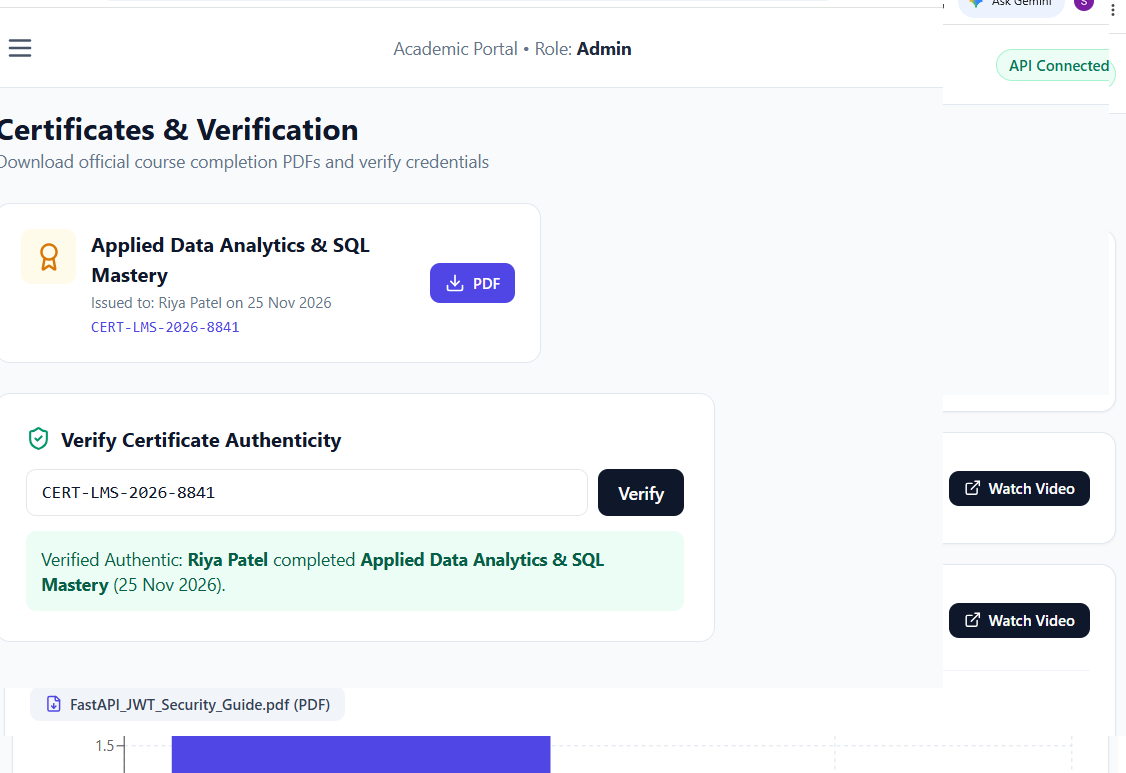 Ask Gemini
S
Academic Portal • Role: Admin
API Connected
Certificates & Verification
Download official course completion PDFs and verify credentials
Applied Data Analytics & SQL
Mastery
Issued to: Riya Patel on 25 Nov 2026
CERT-LMS-2026-8841
PDF
Verify Certificate Authenticity
CERT-LMS-2026-8841
Verify
Watch Video
Verified Authentic: Riya Patel completed Applied Data Analytics & SQL
Mastery (25 Nov 2026).
Watch Video
FastAPI_JWT_Security_Guide.pdf (PDF)
1.5